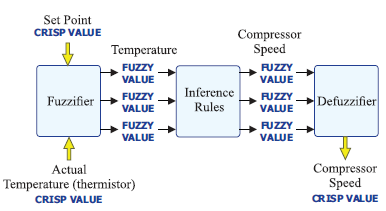 Set Point
CRISP VALUE
Temperature
Compressor
Speed
Fuzzifier
FUZZY
VALUE
FUZZY
VALUE
FUZZY
VALUE
Inference
Rules
FUZZY
VALUE
FUZZY
VALUE
FUZZY
VALUE
Defuzzifier
Actual
Temperature (thermistor)
CRISP VALUE
Compressor
Speed
CRISP VALUE